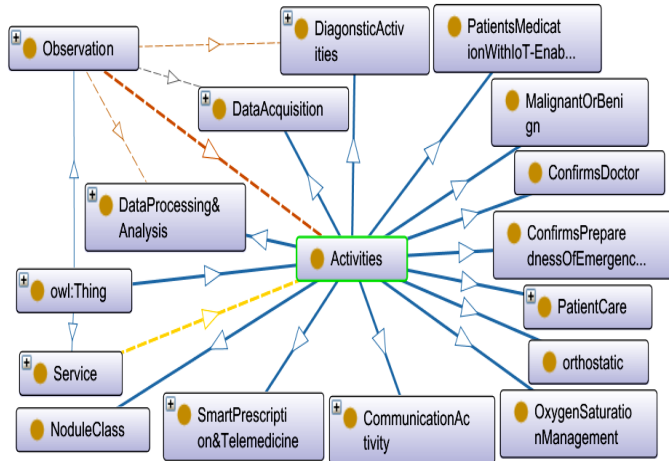 Observation
DiagonsticActiv
ities
PatientsMedicat
ionWithIoT-Enab...
DataAcquisition
MalignantOrBeni
gn
ConfirmsDoctor
DataProcessing&
Analysis
ConfirmsPrepare
dnessOfEmergenc...
Activities
owl:Thing
PatientCare
orthostatic
Service
NoduleClass
SmartPrescripti
on&Telemedicine
CommunicationAc
tivity
OxygenSaturatio
nManagement